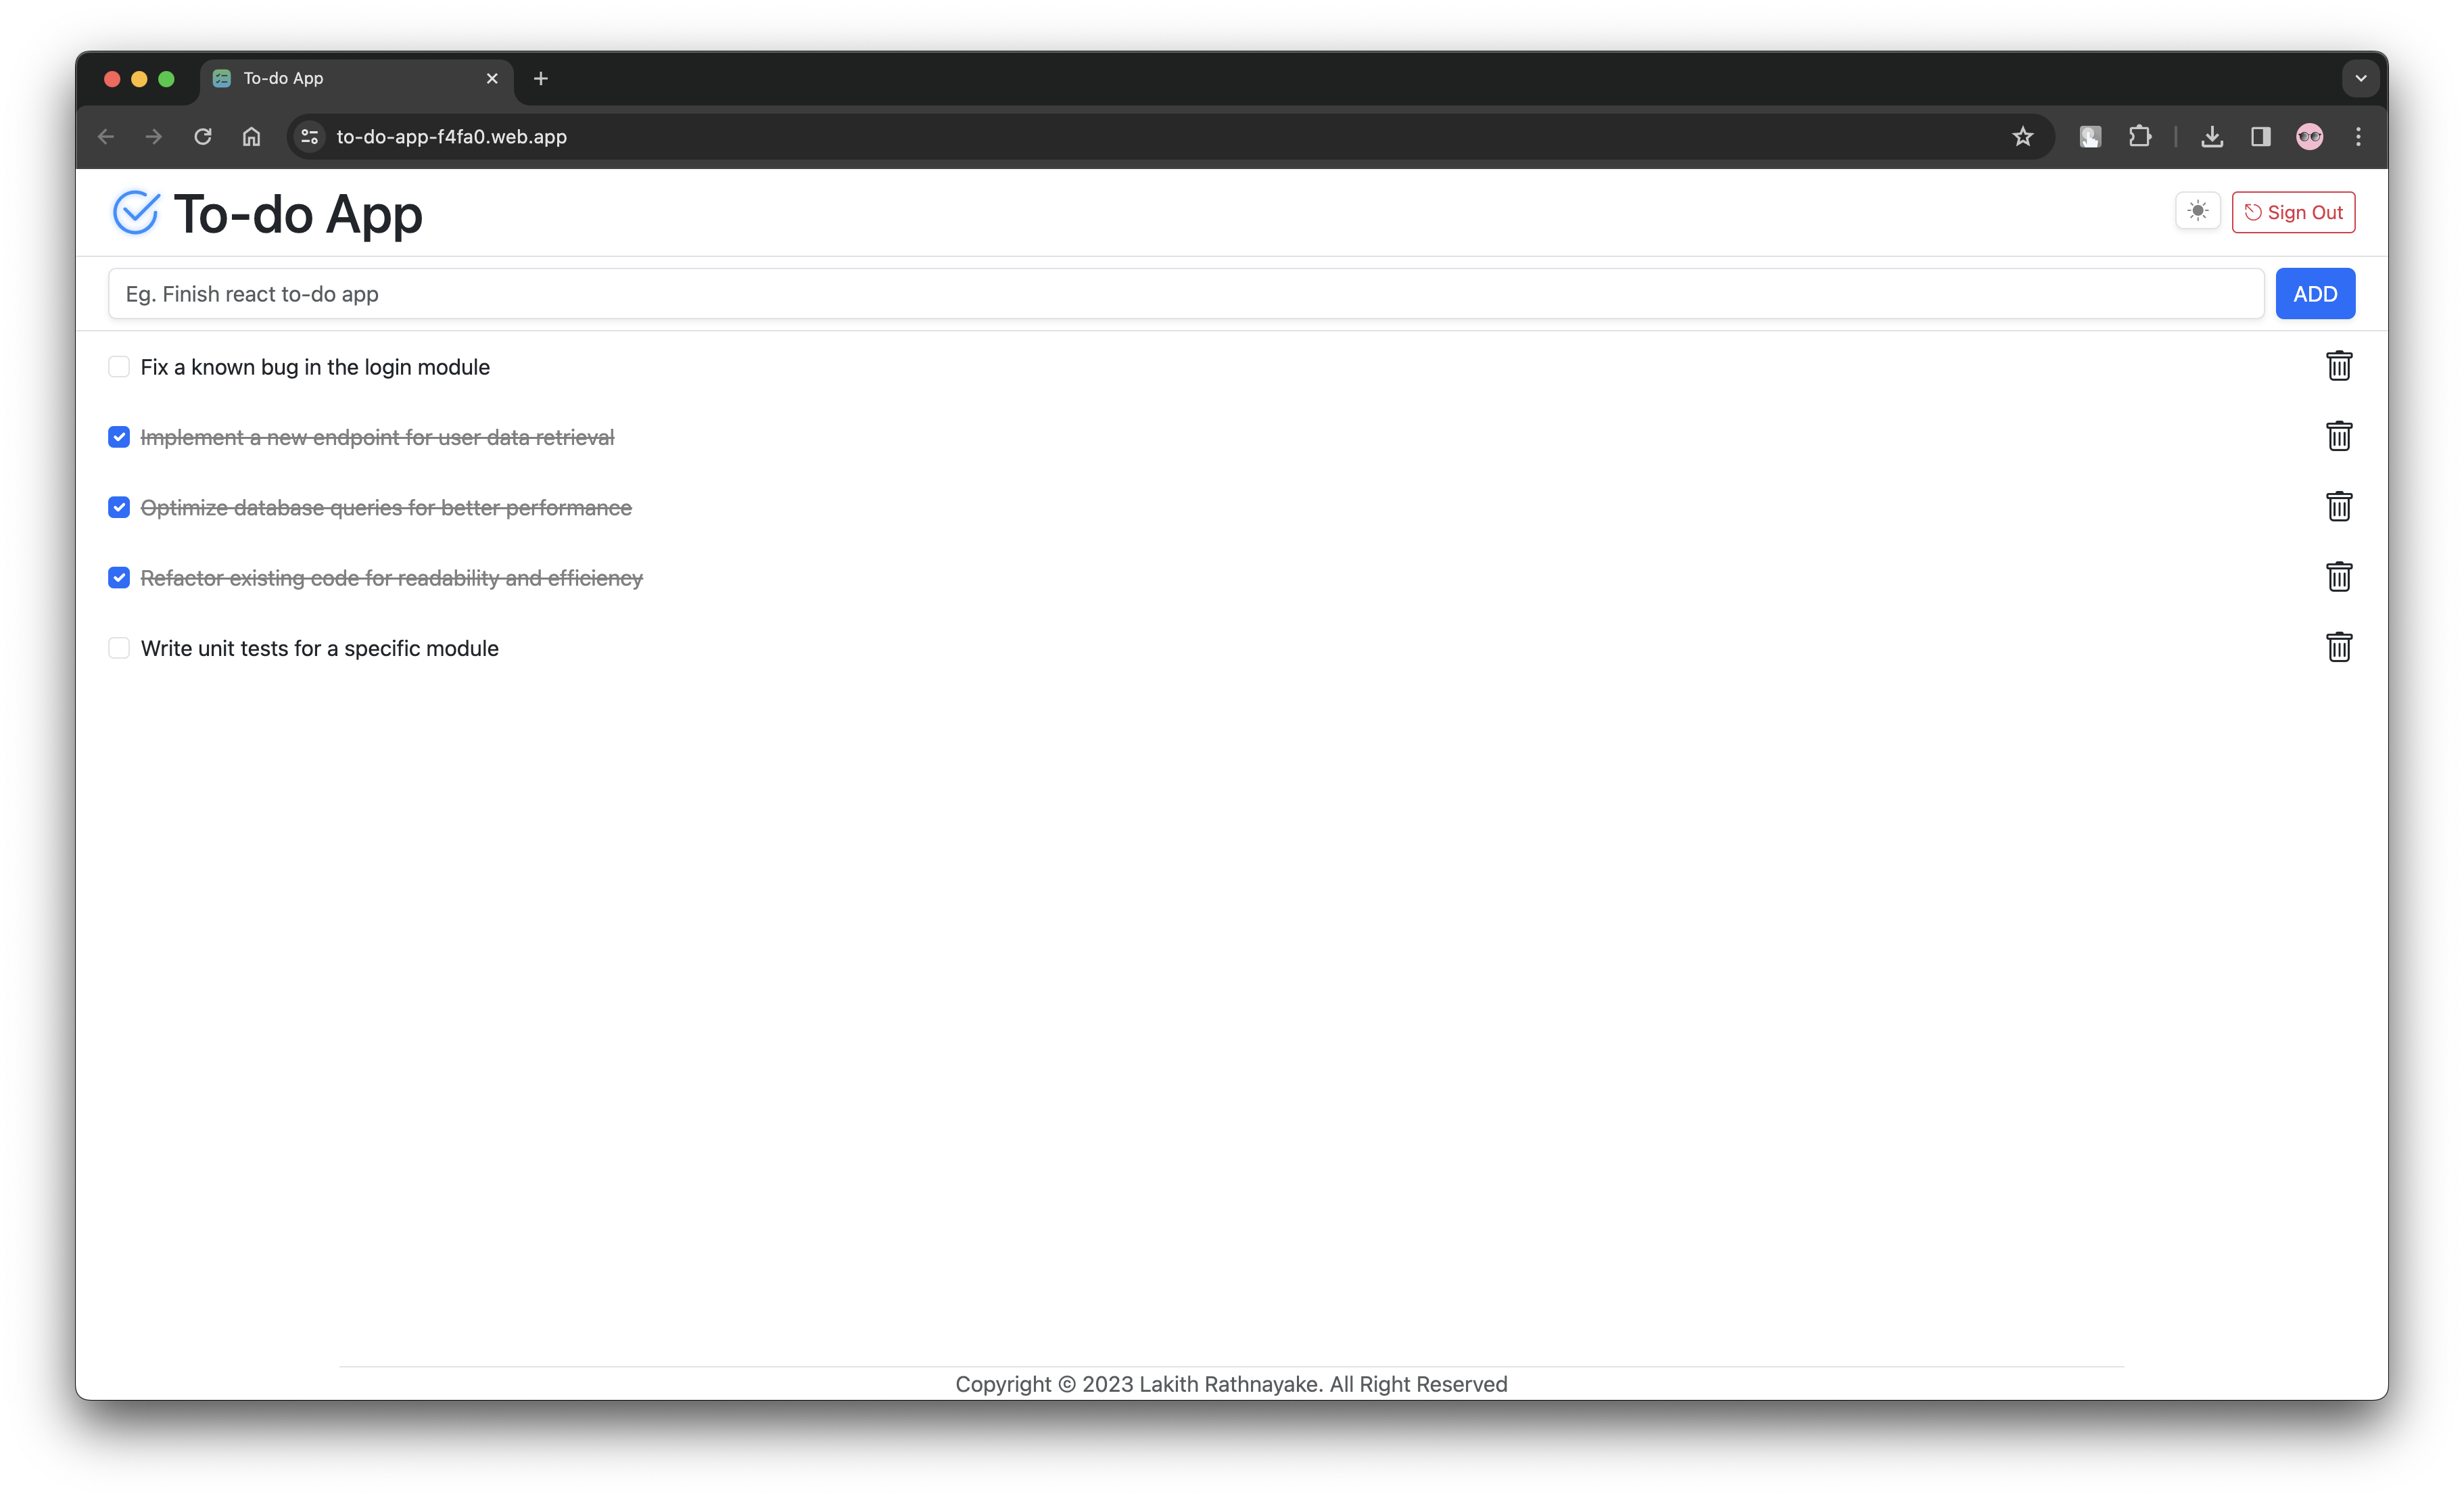 To-do App
to-do-app-f4fa0.web.app
To-do App
Sign Out
Eg. Finish react to-do app
ADD
Fix a known bug in the login module
Implement a new endpoint for user data retrieval
Optimize database queries for better performance
Refactor existing code for readability and efficiency
Write unit tests for a specific module
Copyright © 2023 Lakith Rathnayake. All Right Reserved